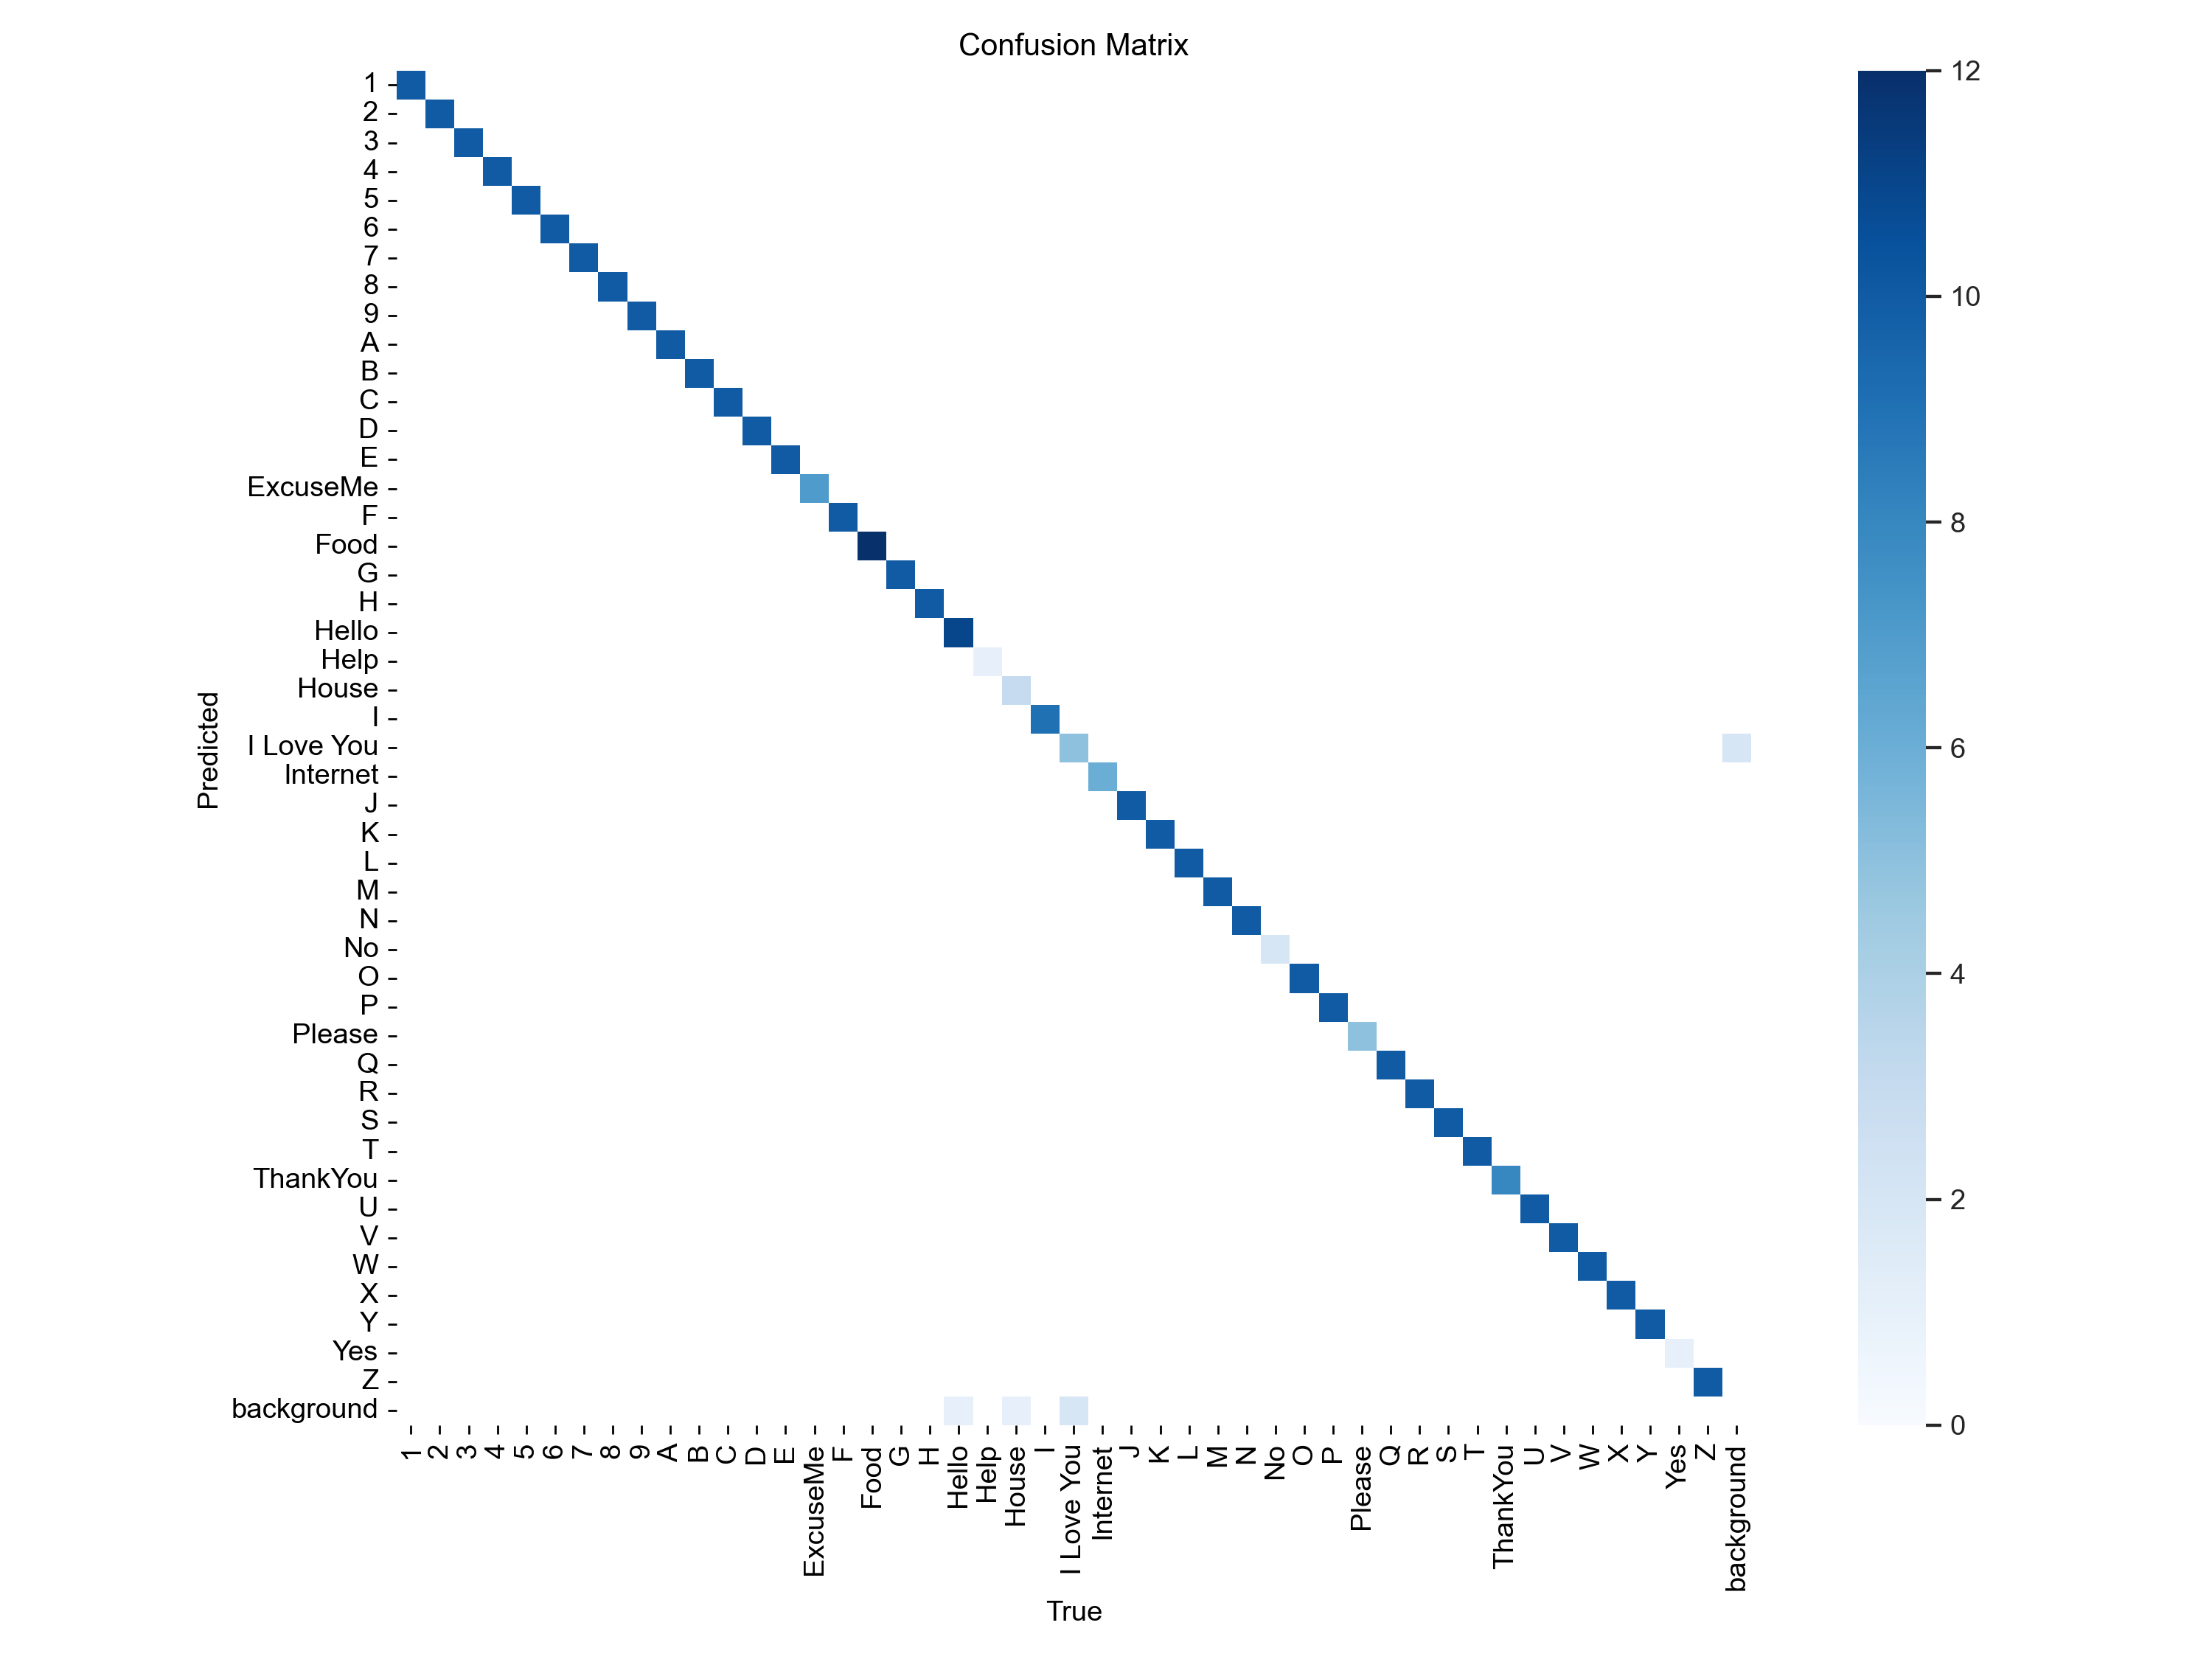 Confusion Matrix
1
2
3
4
5
6
7
8
9
A
B
C
D
E
ExcuseMe
F
Food
G
H
Hello
Help
House
I
I Love You
Internet
J
K
L
M
N
No
O
P
Please
Q
R
S
T
ThankYou
U
V
W
X
Y
Yes
Z
background
Predicted
1
2
3
4
5
6
7
8
9
A
B
C
D
E
ExcuseMe
F
Food
G
H
Hello
Help
House
I
I Love You
Internet
J
K
L
M
N
No
O
P
Please
Q
R
S
T
ThankYou
U
V
W
X
Y
Yes
Z
background
True
12
10
8
6
4
2
0